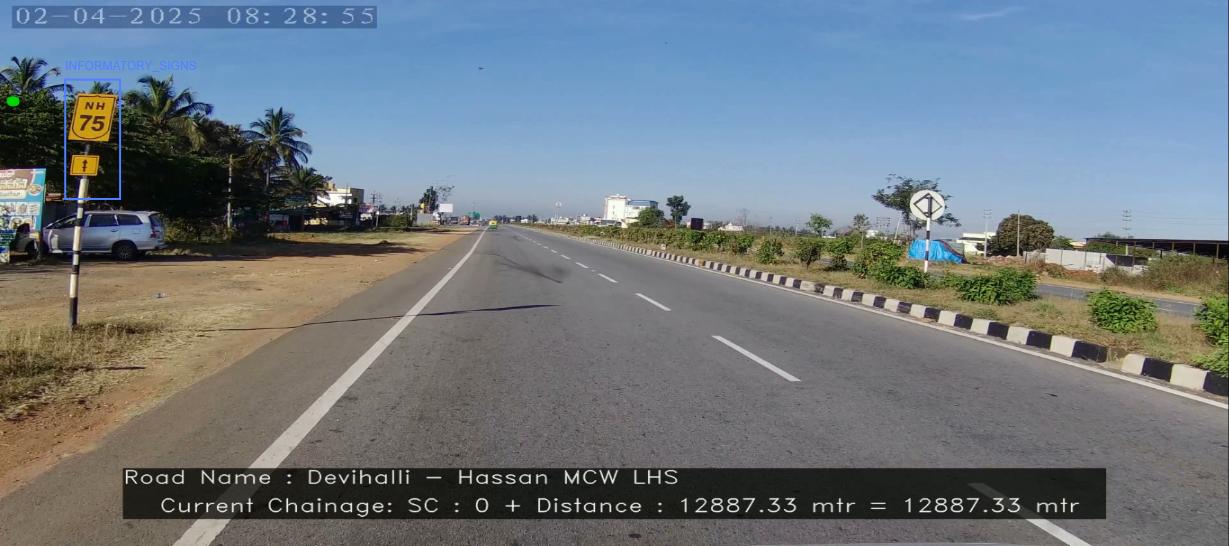 02-04-2025 08:28:55
INFORMATORY_SIGNS
NH
75
Road Name : Devihalli - Hassan MCW LHS
Current Chainage: SC : 0 + Distance : 12887.33 mtr = 12887.33 mtr